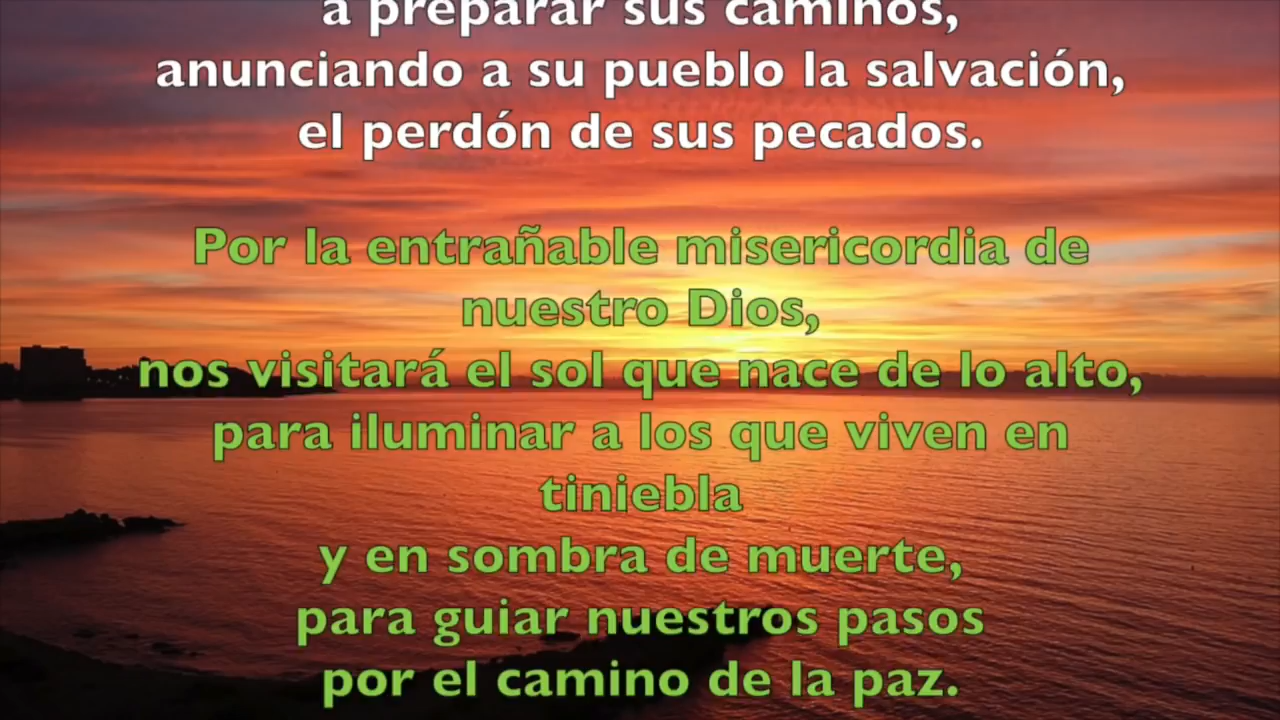 a preparar sus caminos,
anunciando a su pueblo la salvación,
el perdón de sus pecados.
Por la entrañable misericordia de
nuestro Dios,
nos visitará el sol que nace de lo alto,
para iluminar a los que viven en
tiniebla
y en sombra de muerte,
para guiar nuestros pasos
por el camino de la paz.